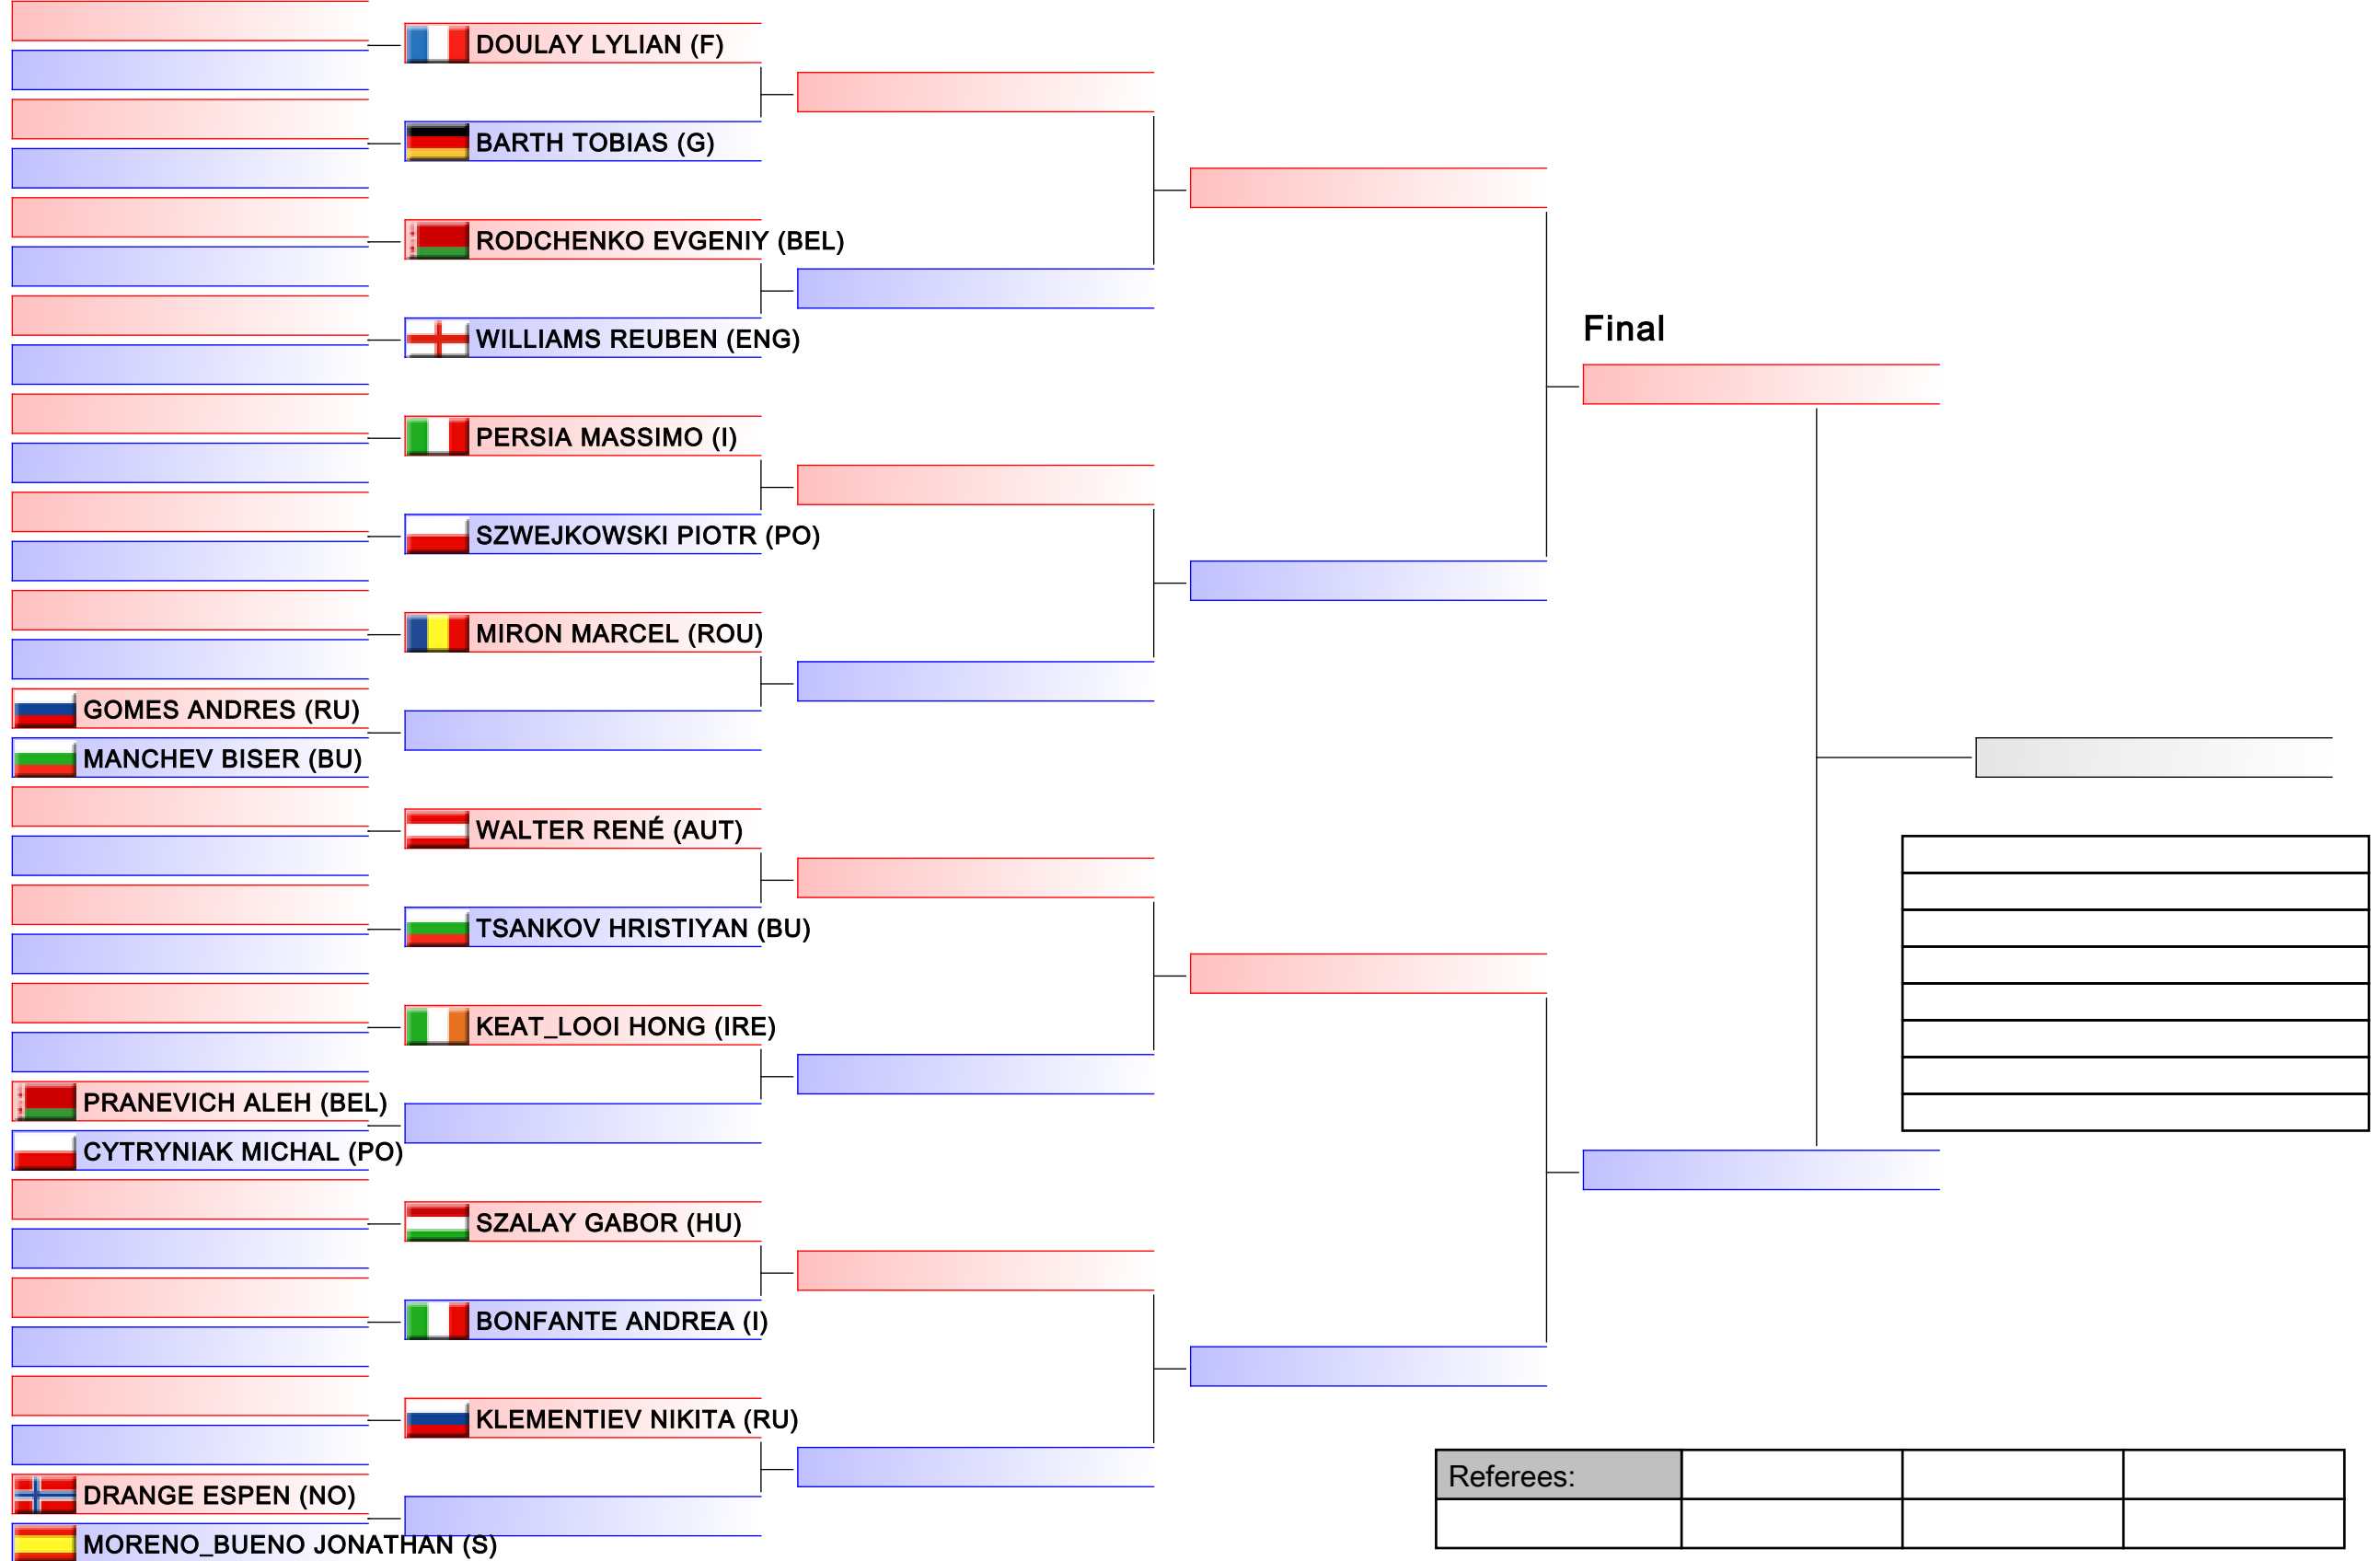 DOULAY LYLIAN (F)
BARTH TOBIAS (G)
RODCHENKO EVGENIY (BEL)
WILLIAMS REUBEN (ENG)
Final
PERSIA MASSIMO (I)
SZWEJKOWSKI PIOTR (PO)
MIRON MARCEL (ROU)
GOMES ANDRES (RU)
MANCHEV BISER (BU)
WALTER RENÉ (AUT)
TSANKOV HRISTIYAN (BU)
KEAT_LOOI HONG (IRE)
PRANEVICH ALEH (BEL)
CYTRYNIAK MICHAL (PO)
SZALAY GABOR (HU)
BONFANTE ANDREA (I)
KLEMENTIEV NIKITA (RU)
Referees:
DRANGE ESPEN (NO)
MORENO_BUENO JONATHAN (S)